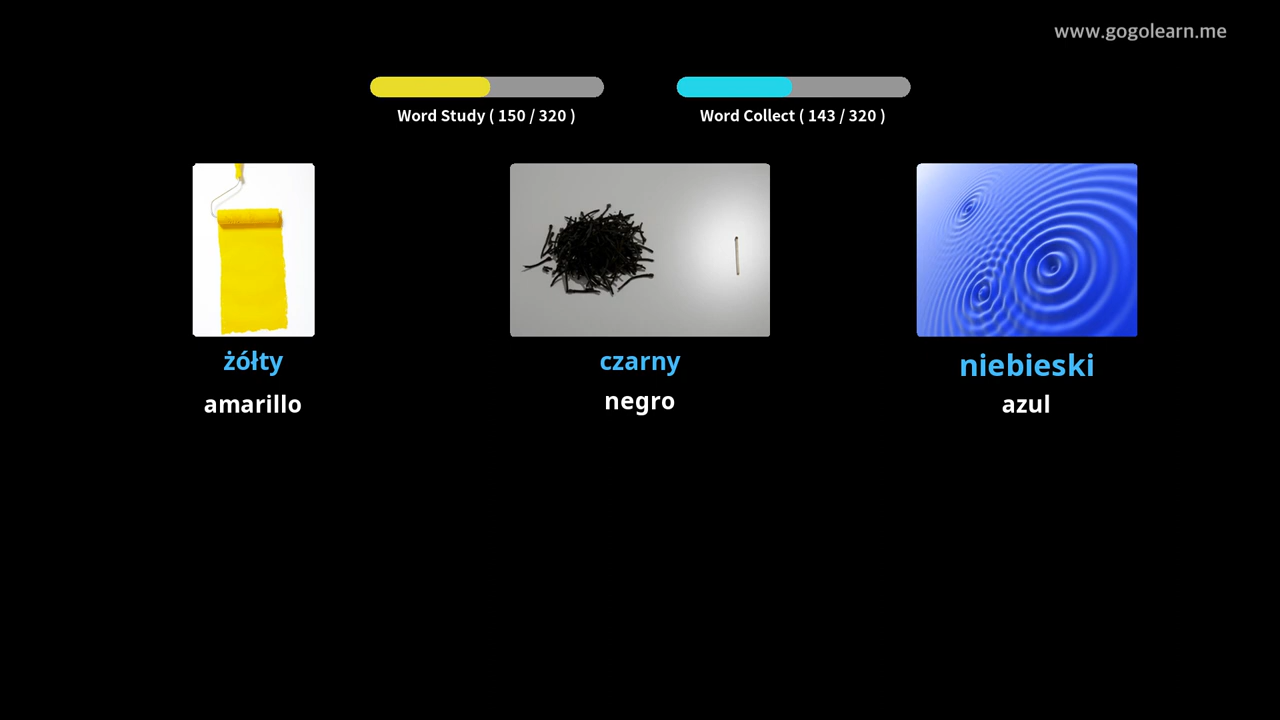 www.gogolearn.me
Word Study ( 150 / 320 )
Word Collect ( 143 / 320 )
żółty
amarillo
czarny
negro
niebieski
azul